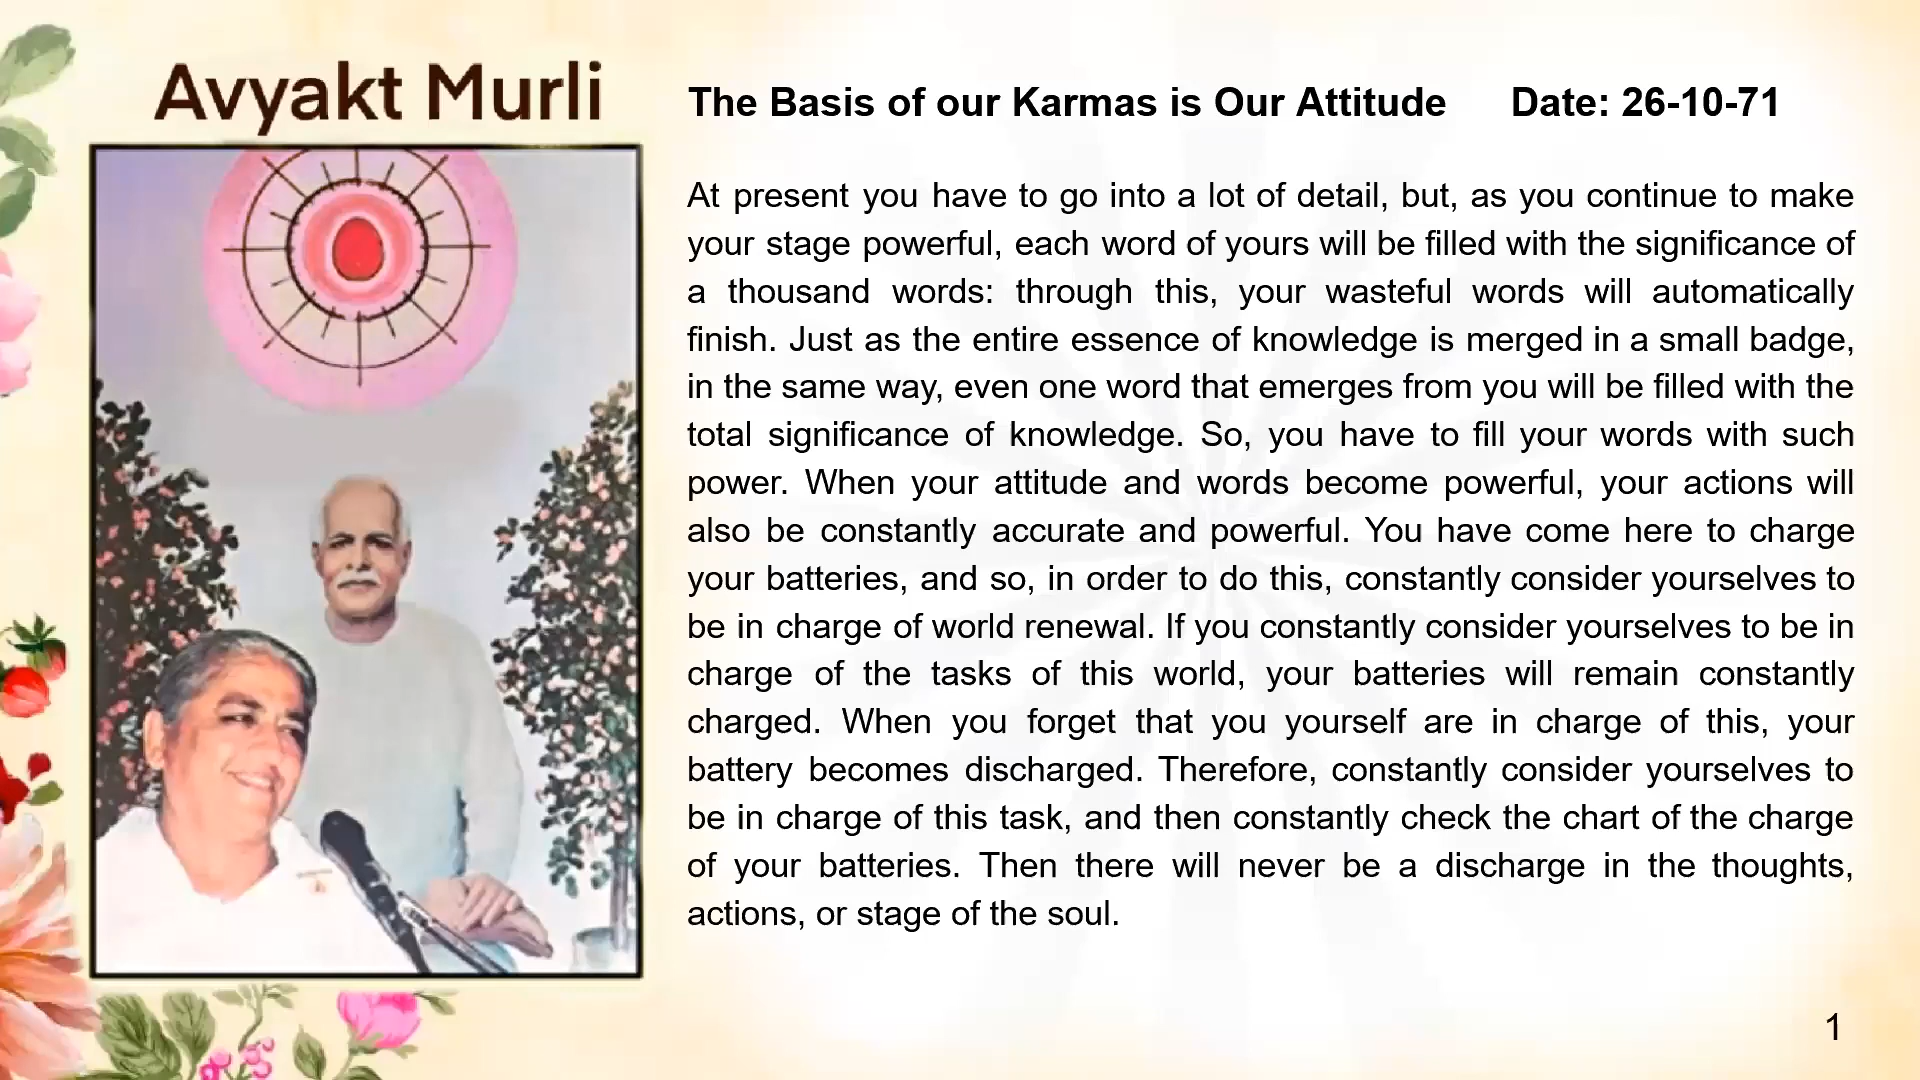 Avyakt Murli
The Basis of our Karmas is Our Attitude Date: 26-10-71
At present you have to go into a lot of detail, but, as you continue to make
your stage powerful, each word of yours will be filled with the significance of
a thousand words: through this, your wasteful words will automatically
finish. Just as the entire essence of knowledge is merged in a small badge,
in the same way, even one word that emerges from you will be filled with the
total significance of knowledge. So, you have to fill your words with such
power. When your attitude and words become powerful, your actions will
also be constantly accurate and powerful. You have come here to charge
your batteries, and so, in order to do this, constantly consider yourselves to
be in charge of world renewal. If you constantly consider yourselves to be in
charge of the tasks of this world, your batteries will remain constantly
charged. When you forget that you yourself are in charge of this, your
battery becomes discharged. Therefore, constantly consider yourselves to
be in charge of this task, and then constantly check the chart of the charge
of your batteries. Then there will never be a discharge in the thoughts,
actions, or stage of the soul.
1